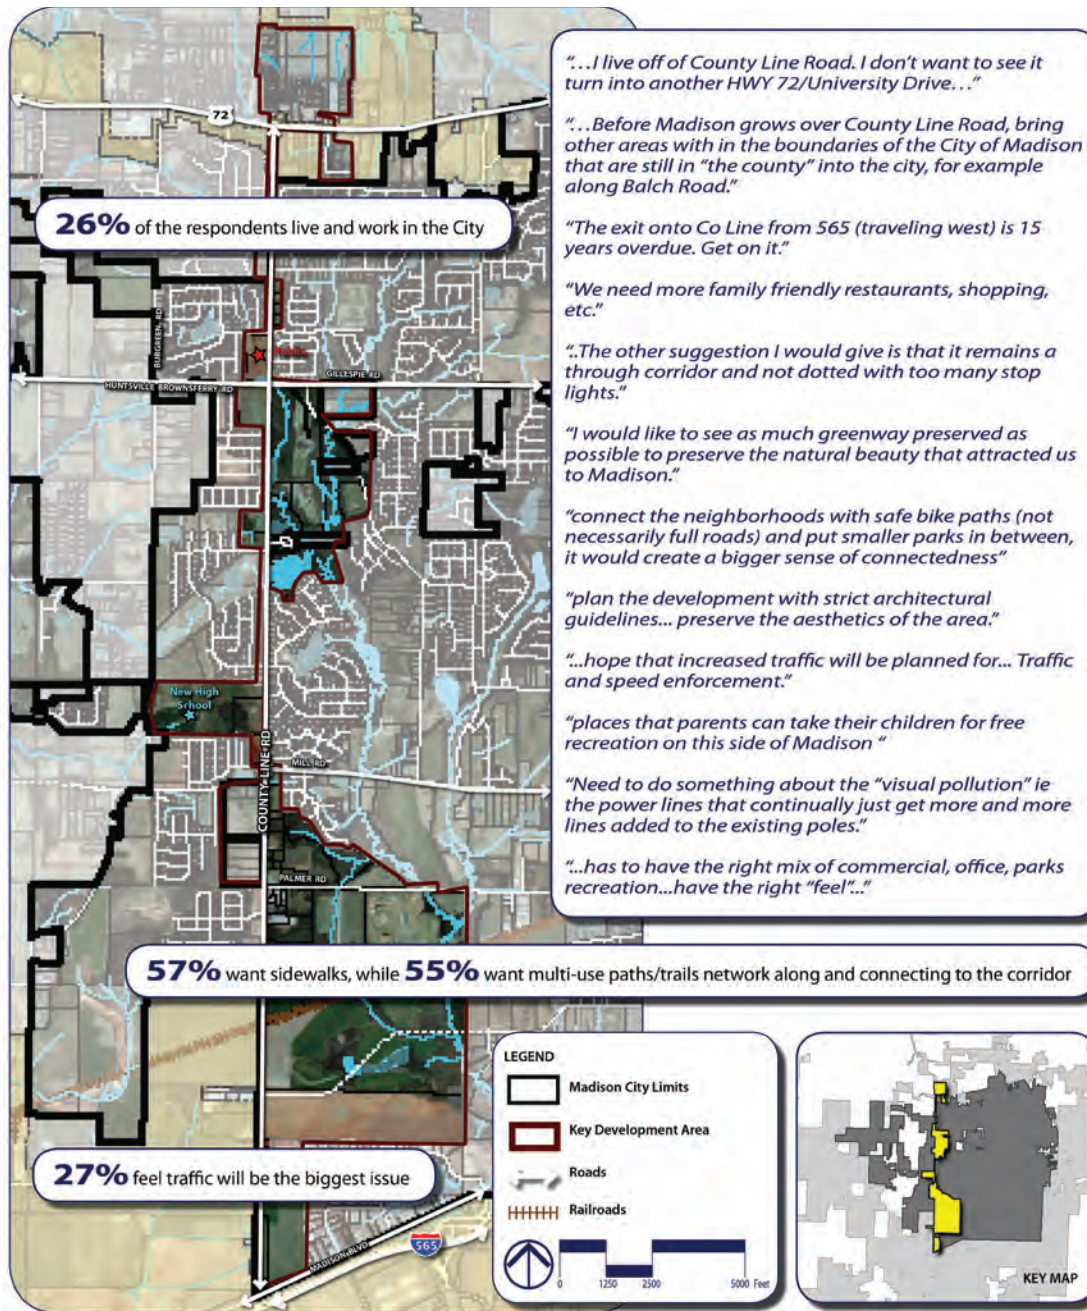 72
26% of the respondents live and work in the City
BURGREEN RD
Publix
GILLESPIE RD
HUNTSVILLE BROWNSFERRY RD
New High
School
COUNTY LINE RD
MILL RD
PALMER RD
57% want sidewalks, while 55% want multi-use paths/trails network along and connecting to the corridor
27% feel traffic will be the biggest issue
MADISON BLVD
565
"...I live off of County Line Road. I don't want to see it
turn into another HWY 72/University Drive..."
"...Before Madison grows over County Line Road, bring
other areas with in the boundaries of the City of Madison
that are still in "the county" into the city, for example
along Balch Road."
"The exit onto Co Line from 565 (traveling west) is 15
years overdue. Get on it."
"We need more family friendly restaurants, shopping,
etc."
"..The other suggestion I would give is that it remains a
through corridor and not dotted with too many stop
lights."
"I would like to see as much greenway preserved as
possible to preserve the natural beauty that attracted us
to Madison."
"connect the neighborhoods with safe bike paths (not
necessarily full roads) and put smaller parks in between,
it would create a bigger sense of connectedness"
"plan the development with strict architectural
guidelines... preserve the aesthetics of the area."
"...hope that increased traffic will be planned for... Traffic
and speed enforcement."
"places that parents can take their children for free
recreation on this side of Madison "
"Need to do something about the "visual pollution" ie
the power lines that continually just get more and more
lines added to the existing poles."
"...has to have the right mix of commercial, office, parks
recreation...have the right "feel"..."
LEGEND
Madison City Limits
Key Development Area
Roads
Railroads
0 1250 2500 5000 Feet
KEY MAP